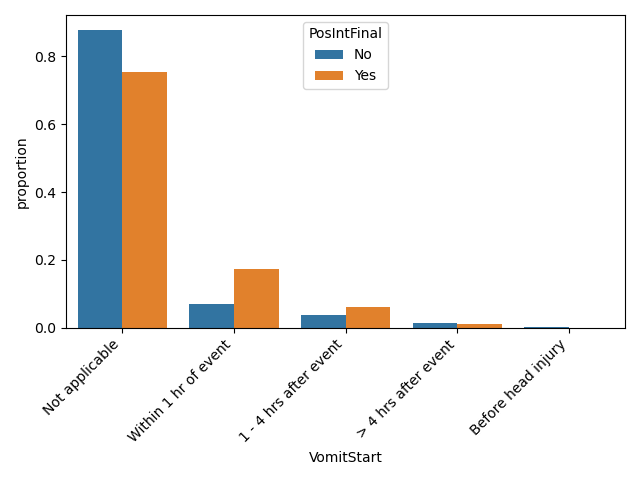 PosIntFinal
No
Yes
proportion
0.8
0.6
0.4
0.2
0.0
Not applicable
Within 1 hr of event
1 - 4 hrs after event
> 4 hrs after event
Before head injury
VomitStart